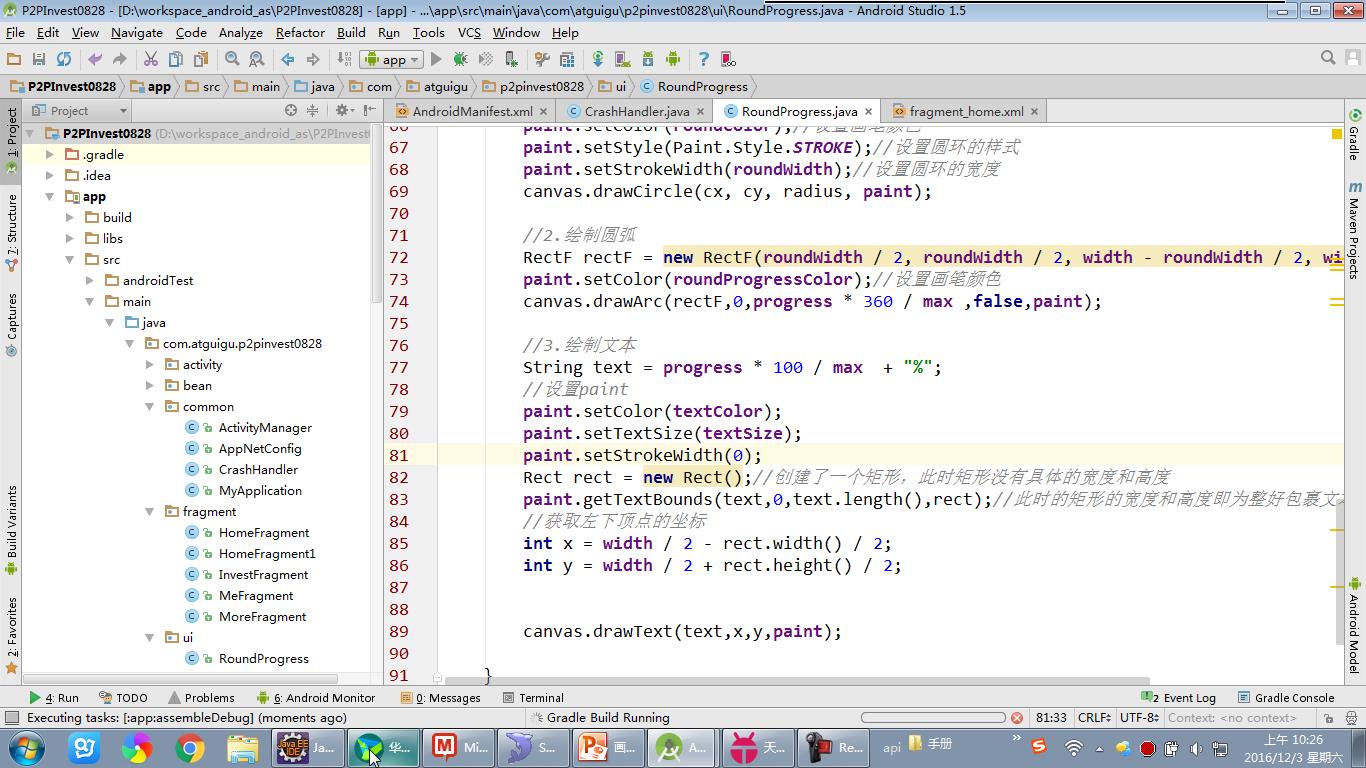 P2PInvest0828 - [D:\workspace_android_as\P2PInvest0828] - [app] - ...\app\src\main\java\com\atguigu\p2pinvest0828\ui\RoundProgress.java - Android Studio 1.5
File Edit View Navigate Code Analyze Refactor Build Run Tools VCS Window Help
app
P2PInvest0828 app src main java com atguigu p2pinvest0828 ui RoundProgress
Project
AndroidManifest.xml CrashHandler.java RoundProgress.java fragment_home.xml
P2PInvest0828 (D:\workspace_android_as\P2PInvest
.gradle
.idea
app
build
libs
src
androidTest
main
java
com.atguigu.p2pinvest0828
activity
bean
common
ActivityManager
AppNetConfig
CrashHandler
MyApplication
fragment
HomeFragment
HomeFragment1
InvestFragment
MeFragment
MoreFragment
ui
RoundProgress
1: Project
7: Structure
Captures
Build Variants
2: Favorites
66 paint.setColor(roundColor);//设置画笔颜色
67 paint.setStyle(Paint.Style.STROKE);//设置圆环的样式
68 paint.setStrokeWidth(roundWidth);//设置圆环的宽度
69 canvas.drawCircle(cx, cy, radius, paint);
70
71 //2.绘制圆弧
72 RectF rectF = new RectF(roundWidth / 2, roundWidth / 2, width - roundWidth / 2, wi
73 paint.setColor(roundProgressColor);//设置画笔颜色
74 canvas.drawArc(rectF,0,progress * 360 / max ,false,paint);
75
76 //3.绘制文本
77 String text = progress * 100 / max  + "%";
78 //设置paint
79 paint.setColor(textColor);
80 paint.setTextSize(textSize);
81 paint.setStrokeWidth(0);
82 Rect rect = new Rect();//创建了一个矩形，此时矩形没有具体的宽度和高度
83 paint.getTextBounds(text,0,text.length(),rect);//此时的矩形的宽度和高度即为整好包裹文
84 //获取左下顶点的坐标
85 int x = width / 2 - rect.width() / 2;
86 int y = width / 2 + rect.height() / 2;
87
88
89 canvas.drawText(text,x,y,paint);
90
91 }
Gradle
Maven Projects
Android Model
4: Run TODO Problems 6: Android Monitor 0: Messages Terminal 2 Event Log Gradle Console
Executing tasks: [:app:assembleDebug] (moments ago) Gradle Build Running 81:33 CRLF UTF-8 Context: <no context>
Java EE IDE Ja... 华... Mi... S... 画... A... 天... Re... api 手册 上午 10:26
2016/12/3 星期六